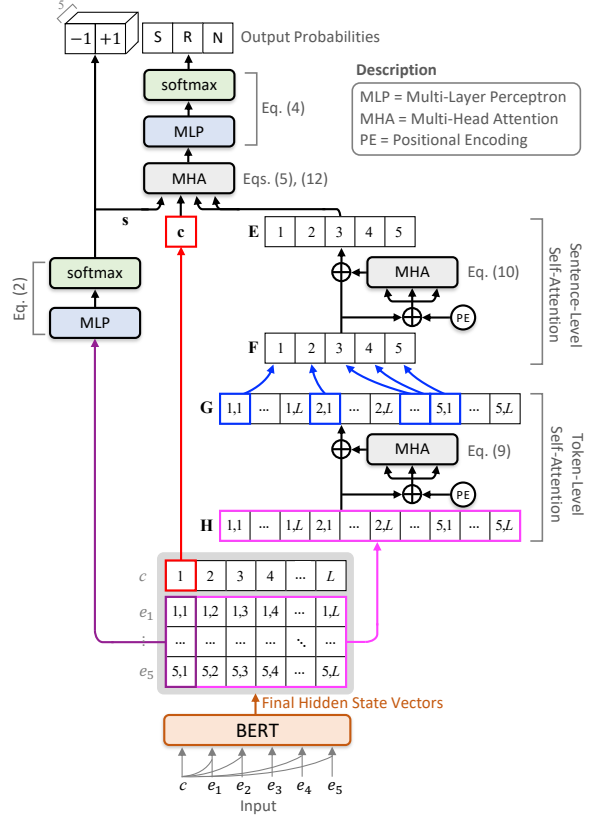 5
−1 +1 S R N Output Probabilities
softmax
Eq. (4)
MLP
Description
MLP = Multi-Layer Perceptron
MHA = Multi-Head Attention
PE = Positional Encoding
MHA Eqs. (5), (12)
s c E 1 2 3 4 5
softmax
MLP
Eq. (2)
MHA Eq. (10)
PE
Sentence-Level
Self-Attention
F 1 2 3 4 5
G 1,1 ... 1,L 2,1 ... 2,L ... 5,1 ... 5,L
MHA Eq. (9)
PE
Token-Level
Self-Attention
H 1,1 ... 1,L 2,1 ... 2,L ... 5,1 ... 5,L
c 1 2 3 4 ... L
e1 1,1 1,2 1,3 1,4 ... 1,L
⋮ ... ... ... ... ⋱ ...
e5 5,1 5,2 5,3 5,4 ... 5,L
Final Hidden State Vectors
BERT
c e1 e2 e3 e4 e5
Input